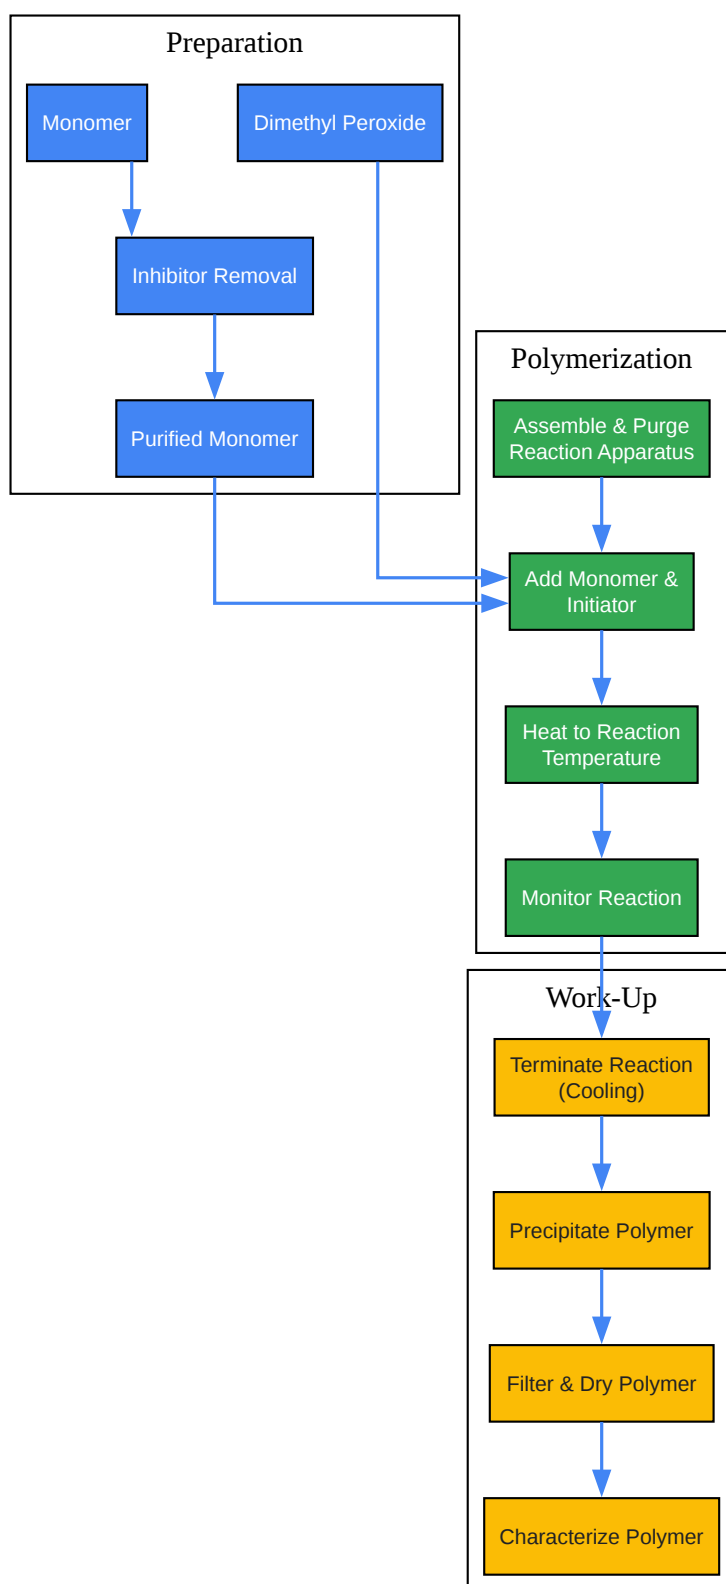 Preparation
Monomer
Dimethyl Peroxide
Inhibitor Removal
Purified Monomer
Polymerization
Assemble & Purge
Reaction Apparatus
Add Monomer &
Initiator
Heat to Reaction
Temperature
Monitor Reaction
Work-Up
Terminate Reaction
(Cooling)
Precipitate Polymer
Filter & Dry Polymer
Characterize Polymer